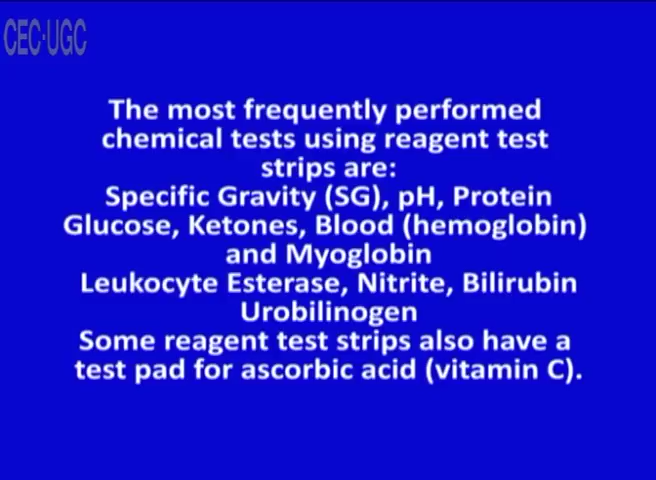 CEC-UGC
The most frequently performed
chemical tests using reagent test
strips are:
Specific Gravity (SG), pH, Protein
Glucose, Ketones, Blood (hemoglobin)
and Myoglobin
Leukocyte Esterase, Nitrite, Bilirubin
Urobilinogen
Some reagent test strips also have a
test pad for ascorbic acid (vitamin C).